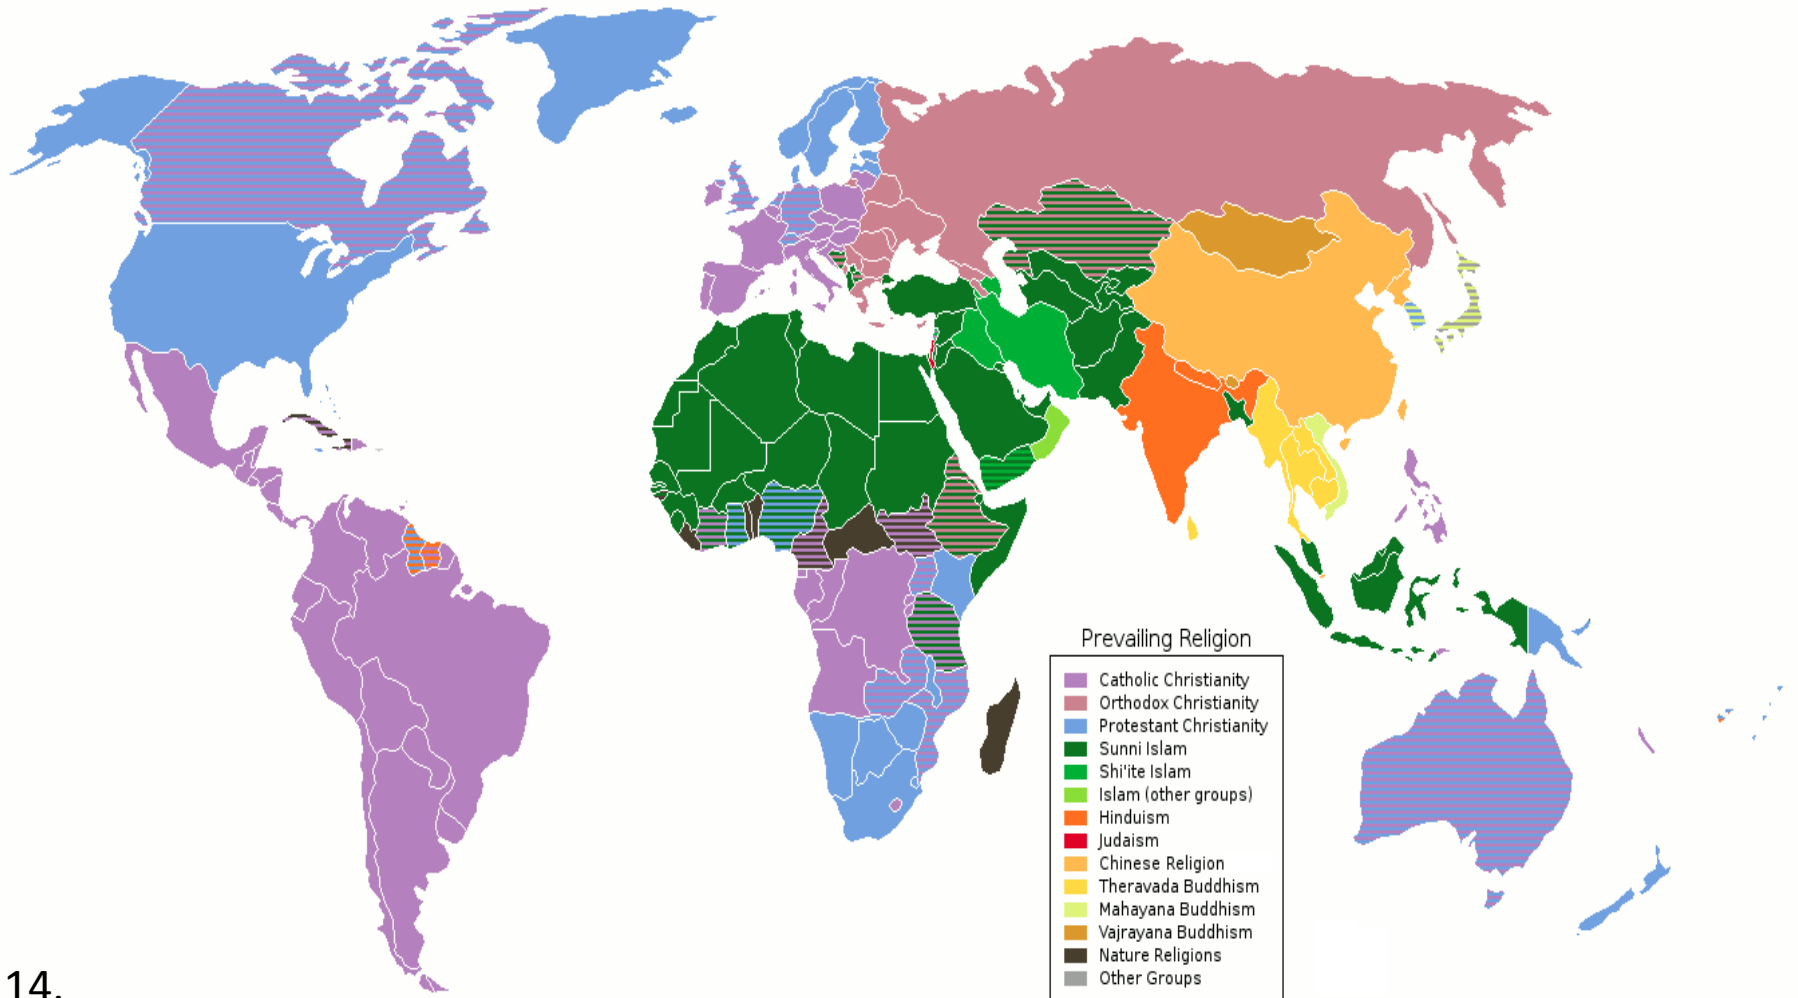 Prevailing Religion
Catholic Christianity
Orthodox Christianity
Protestant Christianity
Sunni Islam
Shi'ite Islam
Islam (other groups)
Hinduism
Judaism
Chinese Religion
Theravada Buddhism
Mahayana Buddhism
Vajrayana Buddhism
Nature Religions
Other Groups
14.